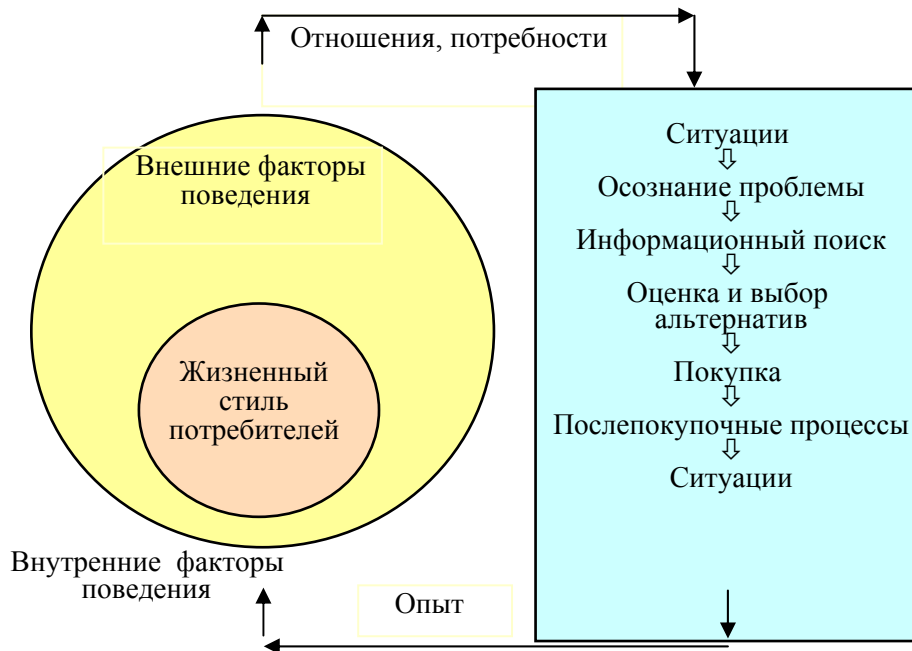 Отношения, потребности
Внешние факторы
поведения
Жизненный
стиль
потребителей
Внутренние факторы
поведения
Опыт
Ситуации
Осознание проблемы
Информационный поиск
Оценка и выбор
альтернатив
Покупка
Послепокупочные процессы
Ситуации